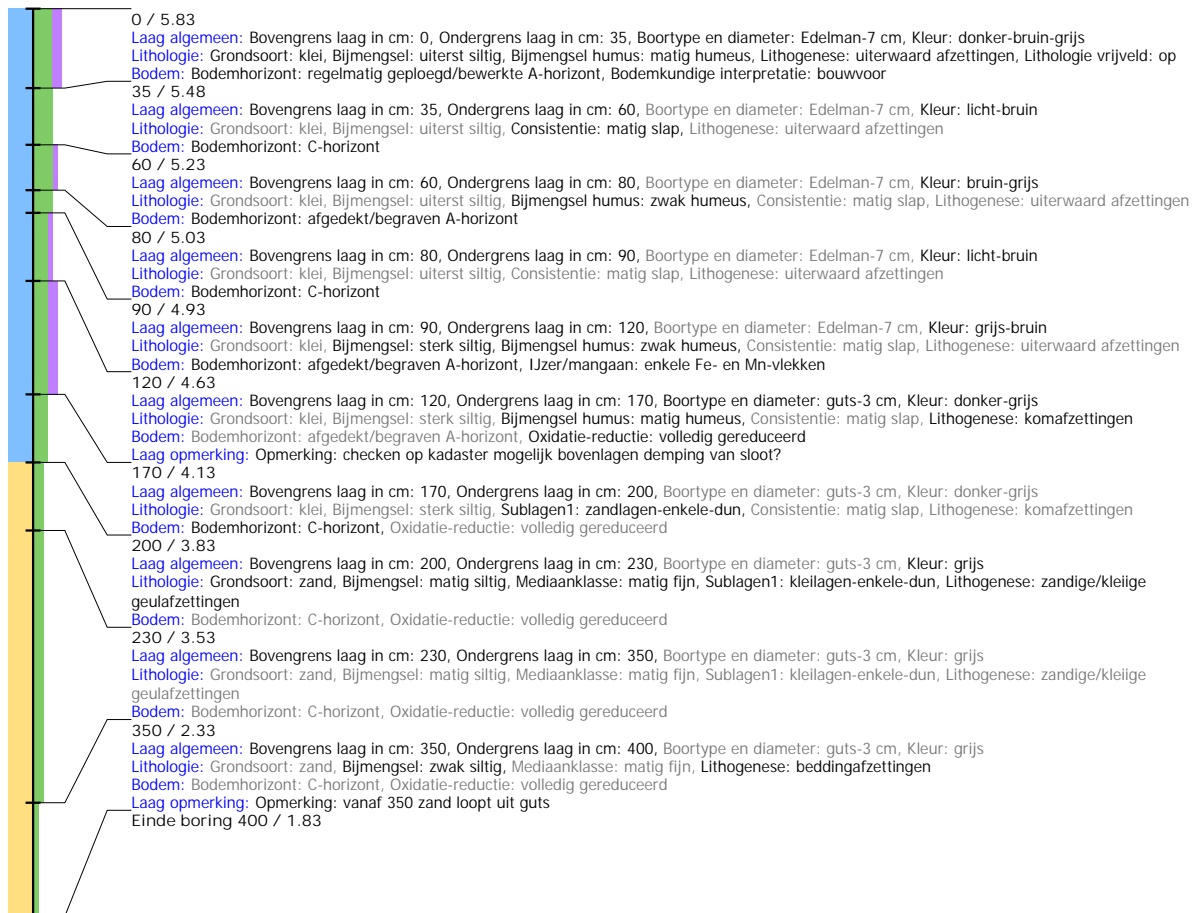 0 / 5.83
Laag algemeen: Bovengrens laag in cm: 0, Ondergrens laag in cm: 35, Boortype en diameter: Edelman-7 cm, Kleur: donker-bruin-grijs
Lithologie: Grondsoort: klei, Bijmengsel: uiterst siltig, Bijmengsel humus: matig humeus, Lithogenese: uiterwaard afzettingen, Lithologie vrijveld: op
Bodem: Bodemhorizont: regelmatig geploegd/bewerkte A-horizont, Bodemkundige interpretatie: bouwvoor
35 / 5.48
Laag algemeen: Bovengrens laag in cm: 35, Ondergrens laag in cm: 60, Boortype en diameter: Edelman-7 cm, Kleur: licht-bruin
Lithologie: Grondsoort: klei, Bijmengsel: uiterst siltig, Consistentie: matig slap, Lithogenese: uiterwaard afzettingen
Bodem: Bodemhorizont: C-horizont
60 / 5.23
Laag algemeen: Bovengrens laag in cm: 60, Ondergrens laag in cm: 80, Boortype en diameter: Edelman-7 cm, Kleur: bruin-grijs
Lithologie: Grondsoort: klei, Bijmengsel: uiterst siltig, Bijmengsel humus: zwak humeus, Consistentie: matig slap, Lithogenese: uiterwaard afzettingen
Bodem: Bodemhorizont: afgedekt/begraven A-horizont
80 / 5.03
Laag algemeen: Bovengrens laag in cm: 80, Ondergrens laag in cm: 90, Boortype en diameter: Edelman-7 cm, Kleur: licht-bruin
Lithologie: Grondsoort: klei, Bijmengsel: uiterst siltig, Consistentie: matig slap, Lithogenese: uiterwaard afzettingen
Bodem: Bodemhorizont: C-horizont
90 / 4.93
Laag algemeen: Bovengrens laag in cm: 90, Ondergrens laag in cm: 120, Boortype en diameter: Edelman-7 cm, Kleur: grijs-bruin
Lithologie: Grondsoort: klei, Bijmengsel: sterk siltig, Bijmengsel humus: zwak humeus, Consistentie: matig slap, Lithogenese: uiterwaard afzettingen
Bodem: Bodemhorizont: afgedekt/begraven A-horizont, IJzer/mangaan: enkele Fe- en Mn-vlekken
120 / 4.63
Laag algemeen: Bovengrens laag in cm: 120, Ondergrens laag in cm: 170, Boortype en diameter: guts-3 cm, Kleur: donker-grijs
Lithologie: Grondsoort: klei, Bijmengsel: sterk siltig, Bijmengsel humus: matig humeus, Consistentie: matig slap, Lithogenese: komafzettingen
Bodem: Bodemhorizont: afgedekt/begraven A-horizont, Oxidatie-reductie: volledig gereduceerd
Laag opmerking: Opmerking: checken op kadaster mogelijk bovenlagen demping van sloot?
170 / 4.13
Laag algemeen: Bovengrens laag in cm: 170, Ondergrens laag in cm: 200, Boortype en diameter: guts-3 cm, Kleur: donker-grijs
Lithologie: Grondsoort: klei, Bijmengsel: sterk siltig, Sublagen1: zandlagen-enkele-dun, Consistentie: matig slap, Lithogenese: komafzettingen
Bodem: Bodemhorizont: C-horizont, Oxidatie-reductie: volledig gereduceerd
200 / 3.83
Laag algemeen: Bovengrens laag in cm: 200, Ondergrens laag in cm: 230, Boortype en diameter: guts-3 cm, Kleur: grijs
Lithologie: Grondsoort: zand, Bijmengsel: matig siltig, Mediaanklasse: matig fijn, Sublagen1: kleilagen-enkele-dun, Lithogenese: zandige/kleiige
geulafzettingen
Bodem: Bodemhorizont: C-horizont, Oxidatie-reductie: volledig gereduceerd
230 / 3.53
Laag algemeen: Bovengrens laag in cm: 230, Ondergrens laag in cm: 350, Boortype en diameter: guts-3 cm, Kleur: grijs
Lithologie: Grondsoort: zand, Bijmengsel: matig siltig, Mediaanklasse: matig fijn, Sublagen1: kleilagen-enkele-dun, Lithogenese: zandige/kleiige
geulafzettingen
Bodem: Bodemhorizont: C-horizont, Oxidatie-reductie: volledig gereduceerd
350 / 2.33
Laag algemeen: Bovengrens laag in cm: 350, Ondergrens laag in cm: 400, Boortype en diameter: guts-3 cm, Kleur: grijs
Lithologie: Grondsoort: zand, Bijmengsel: zwak siltig, Mediaanklasse: matig fijn, Lithogenese: beddingafzettingen
Bodem: Bodemhorizont: C-horizont, Oxidatie-reductie: volledig gereduceerd
Laag opmerking: Opmerking: vanaf 350 zand loopt uit guts
Einde boring 400 / 1.83